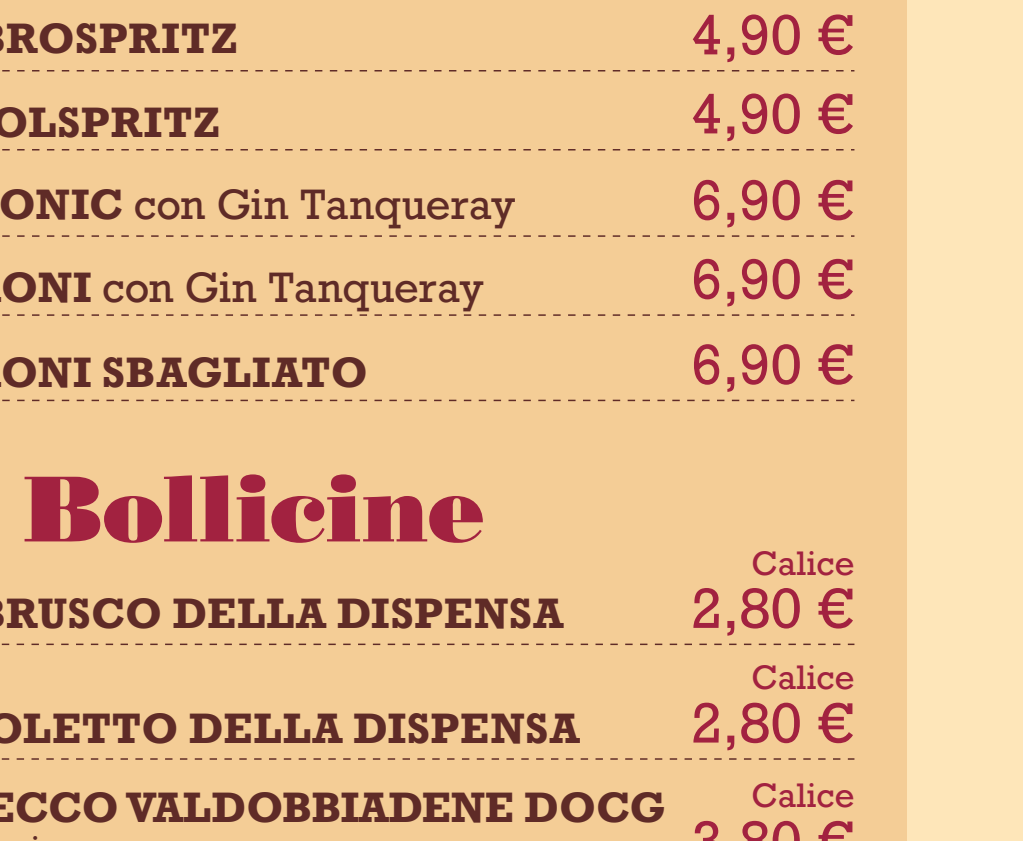 BROSPRITZ 4,90 €
OLSPRITZ 4,90 €
ONIC con Gin Tanqueray 6,90 €
ONI con Gin Tanqueray 6,90 €
ONI SBAGLIATO 6,90 €
Bollicine
Calice
BRUSCO DELLA DISPENSA 2,80 €
Calice
OLETTO DELLA DISPENSA 2,80 €
Calice
ECCO VALDOBBIADENE DOCG 3,80 €